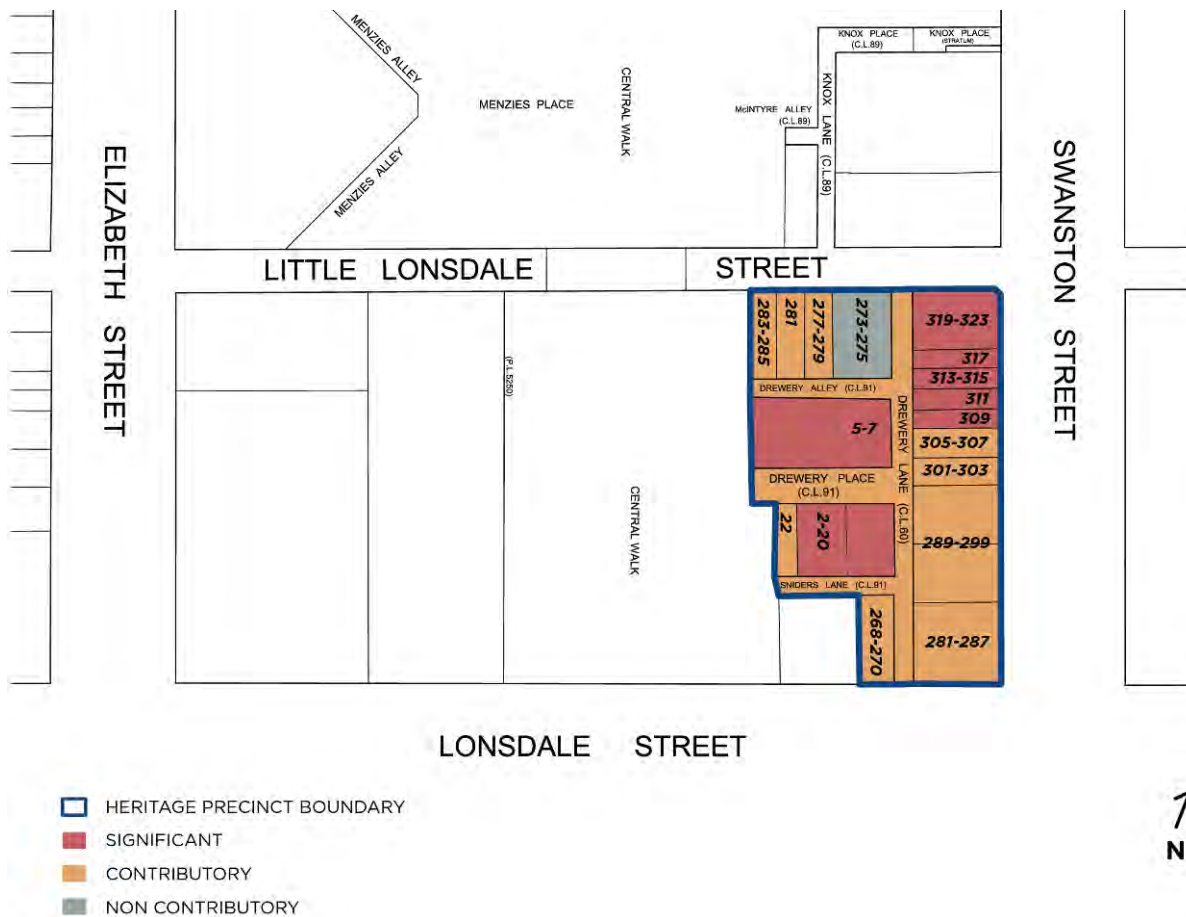 MENZIES ALLEY
MENZIES PLACE
CENTRAL WALK
KNOX PLACE
(C.L.89)
KNOX PLACE
(STRATUM)
McINTYRE ALLEY
(C.L.89)
KNOX LANE (C.L.89)
MENZIES ALLEY
ELIZABETH STREET
SWANSTON STREET
LITTLE LONSDALE STREET
283-285
281
277-279
273-275
319-323
317
313-315
311
309
305-307
301-303
289-299
281-287
DREWERY ALLEY (C.L.91)
5-7
DREWERY LANE (C.L.60)
DREWERY PLACE
(C.L.91)
22
2-20
SNIDERS LANE (C.L.91)
268-270
(P.L.5250)
CENTRAL WALK
LONSDALE STREET
HERITAGE PRECINCT BOUNDARY
SIGNIFICANT
CONTRIBUTORY
NON CONTRIBUTORY
N